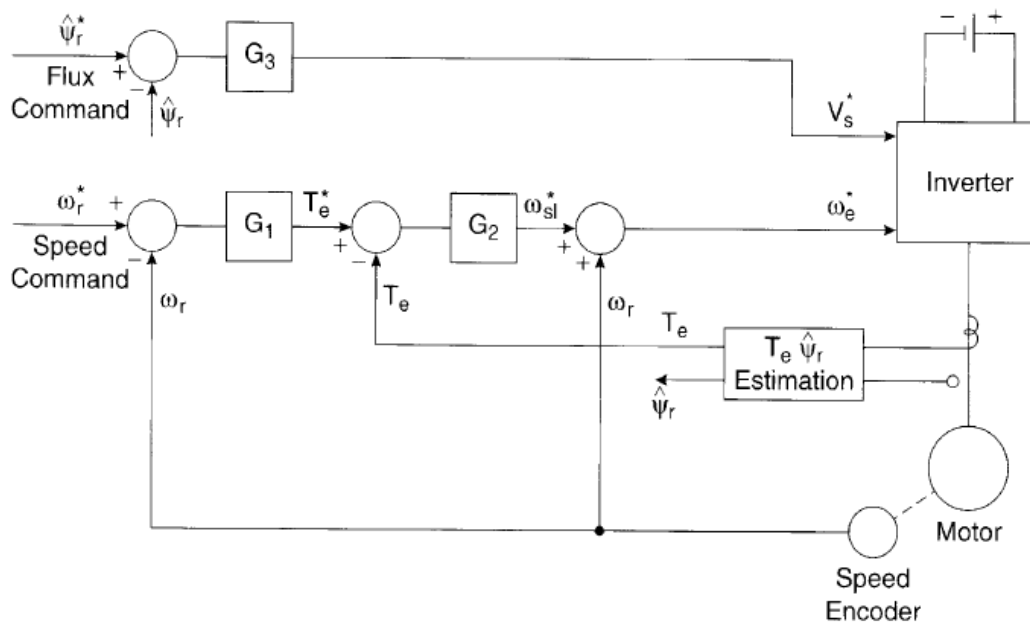 ψ̂r*
+
Flux
Command
−
ψ̂r
G3
Vs*
− +
Inverter
ωr*
+
Speed
Command
−
ωr
G1
Te*
+
−
Te
G2
ωsl*
+
+
ωr
ωe*
Te
Te ψ̂r
Estimation
ψ̂r
Motor
Speed
Encoder